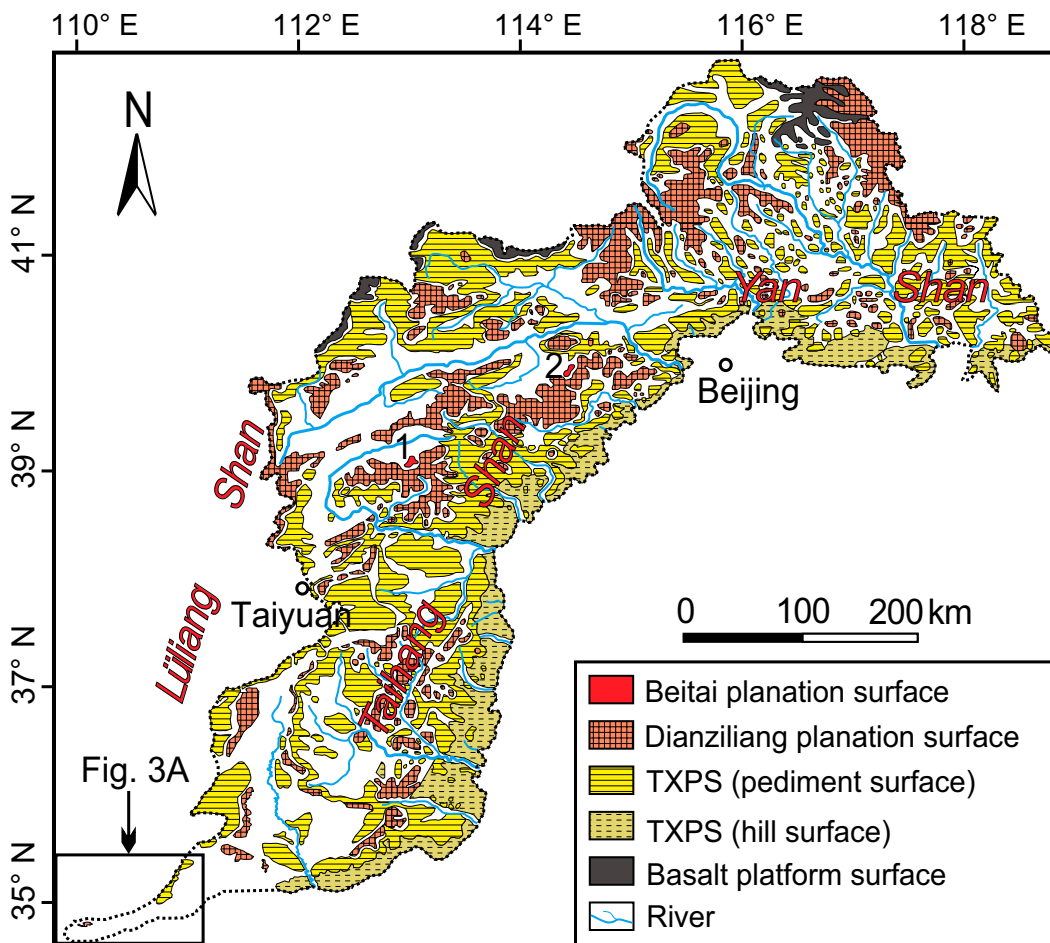 110° E 112° E 114° E 116° E 118° E
N
41° N
Yan Shan
2
Beijing
Shan
1
Shan
39° N
Taiyuan
0 100 200 km
Lüliang
Taihang
37° N
Beitai planation surface
Dianziliang planation surface
Fig. 3A
TXPS (pediment surface)
TXPS (hill surface)
35° N
Basalt platform surface
River